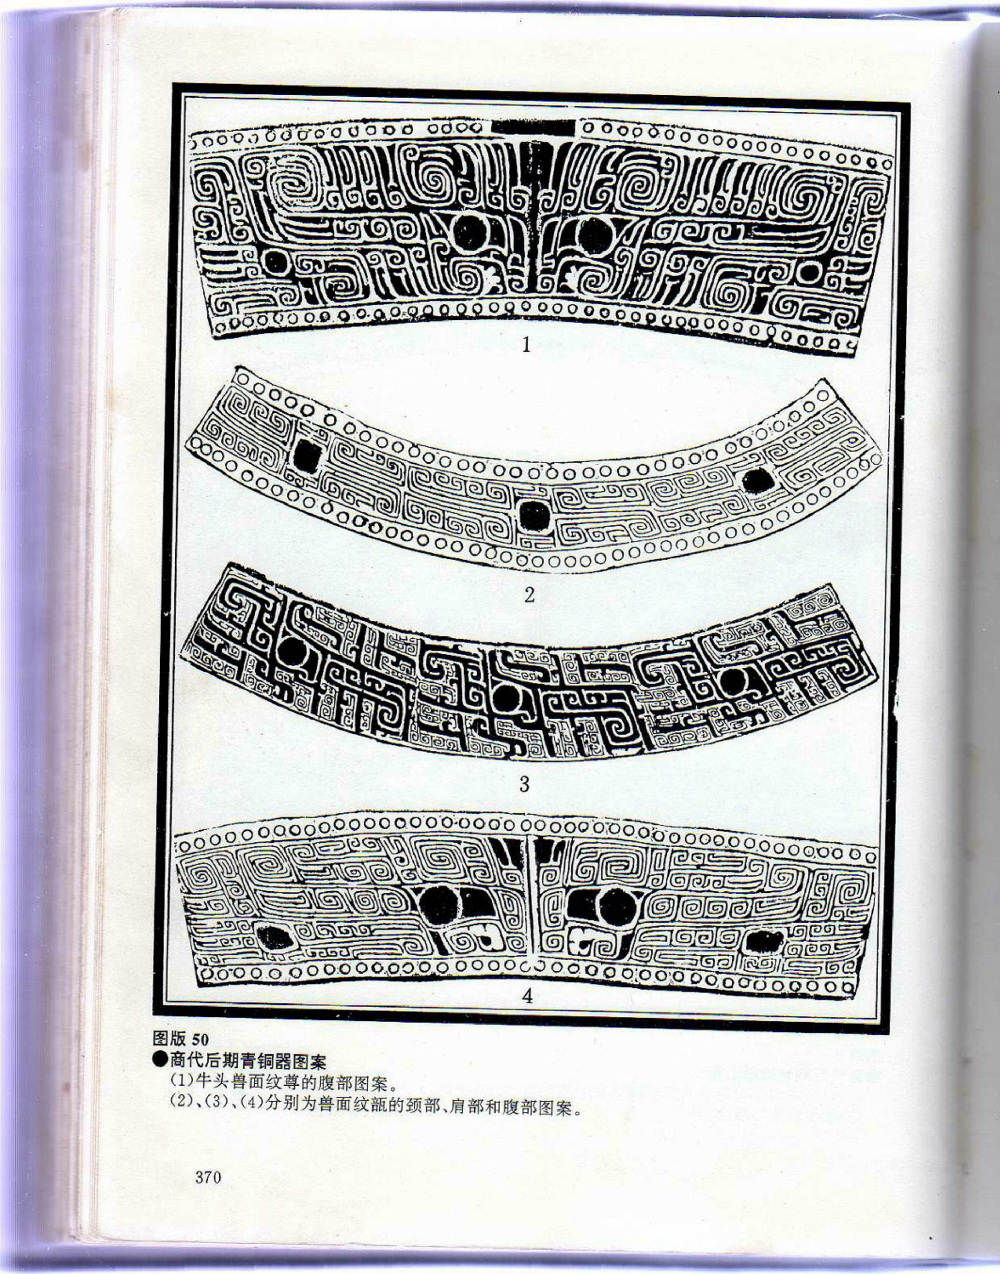 1
2
3
4
图版 50
●商代后期青铜器图案
(1)牛头兽面纹尊的腹部图案。
(2)、(3)、(4)分别为兽面纹瓿的颈部、肩部和腹部图案。
370